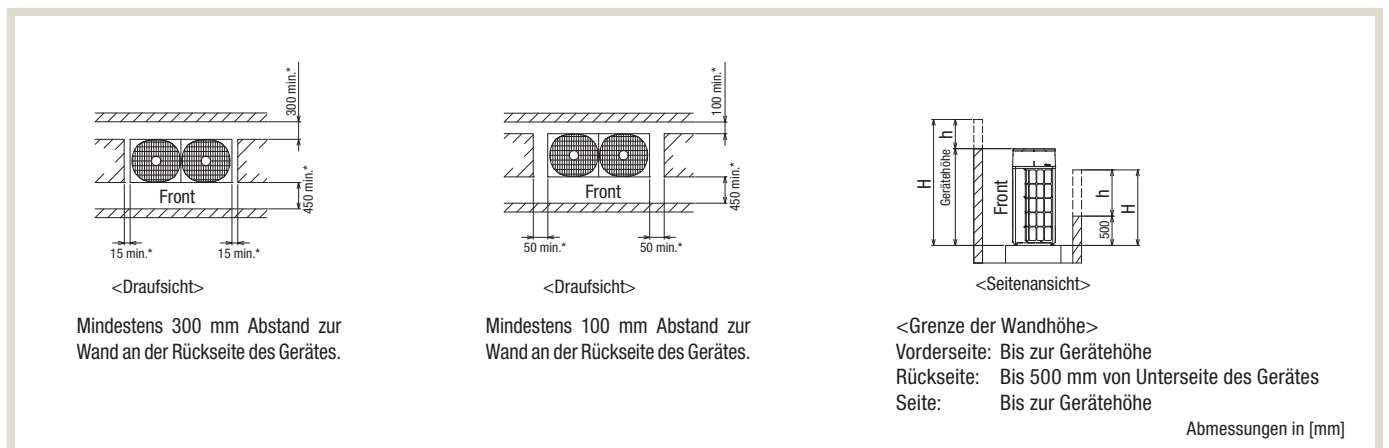 300 min.*
450 min.*
Front
15 min.*
15 min.*
<Draufsicht>
Mindestens 300 mm Abstand zur
Wand an der Rückseite des Gerätes.
100 min.*
450 min.*
Front
50 min.*
50 min.*
<Draufsicht>
Mindestens 100 mm Abstand zur
Wand an der Rückseite des Gerätes.
H
h
Gerätehöhe
Front
h
500
H
<Seitenansicht>
<Grenze der Wandhöhe>
Vorderseite: Bis zur Gerätehöhe
Rückseite: Bis 500 mm von Unterseite des Gerätes
Seite: Bis zur Gerätehöhe
Abmessungen in [mm]